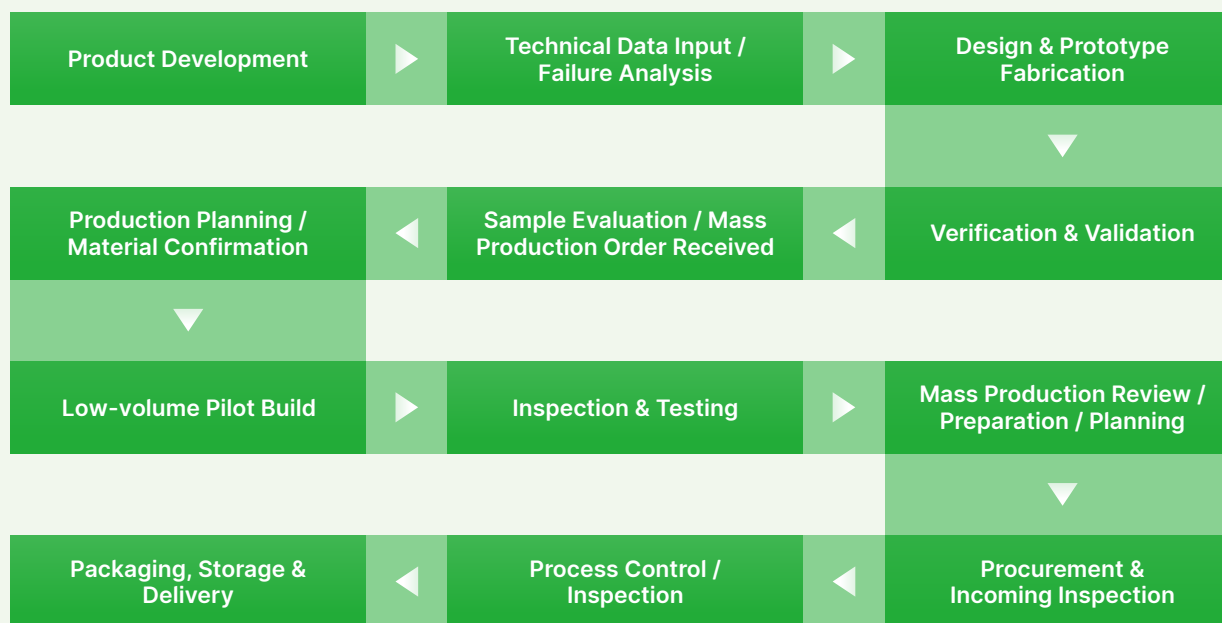 Product Development
Technical Data Input /
Failure Analysis
Design & Prototype
Fabrication
Verification & Validation
Sample Evaluation / Mass
Production Order Received
Production Planning /
Material Confirmation
Low-volume Pilot Build
Inspection & Testing
Mass Production Review /
Preparation / Planning
Procurement &
Incoming Inspection
Process Control /
Inspection
Packaging, Storage &
Delivery